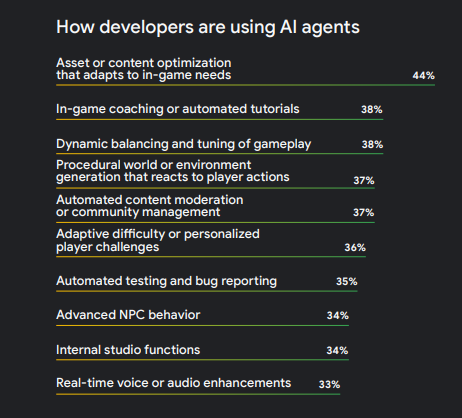 How developers are using AI agents
Asset or content optimization
that adapts to in-game needs
44%
In-game coaching or automated tutorials
38%
Dynamic balancing and tuning of gameplay
38%
Procedural world or environment
generation that reacts to player actions
37%
Automated content moderation
or community management
37%
Adaptive difficulty or personalized
player challenges
36%
Automated testing and bug reporting
35%
Advanced NPC behavior
34%
Internal studio functions
34%
Real-time voice or audio enhancements
33%